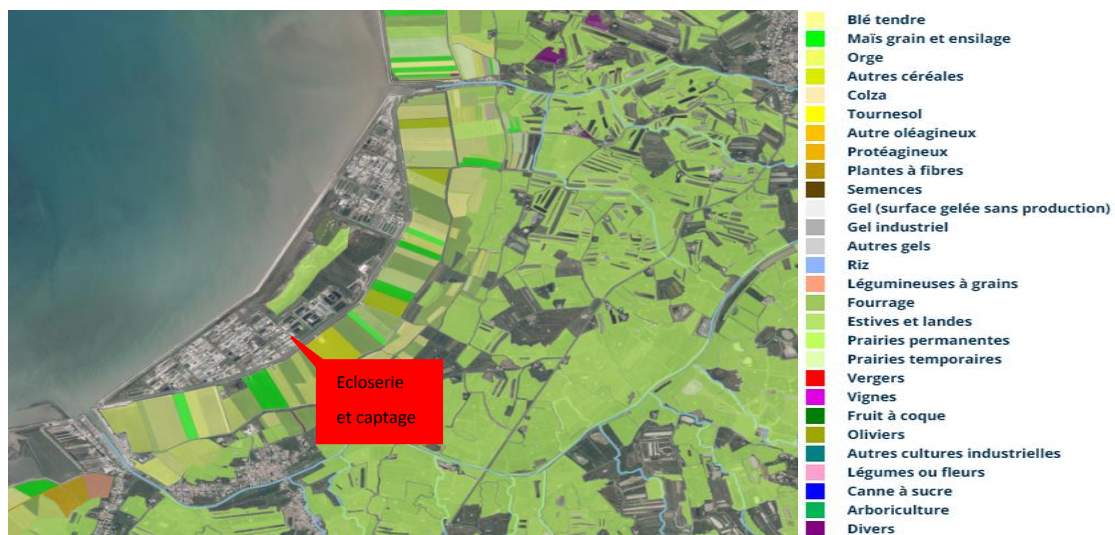 Ecloserie
et captage
Blé tendre
Maïs grain et ensilage
Orge
Autres céréales
Colza
Tournesol
Autre oléagineux
Protéagineux
Plantes à fibres
Semences
Gel (surface gelée sans production)
Gel industriel
Autres gels
Riz
Légumineuses à grains
Fourrage
Estives et landes
Prairies permanentes
Prairies temporaires
Vergers
Vignes
Fruit à coque
Oliviers
Autres cultures industrielles
Légumes ou fleurs
Canne à sucre
Arboriculture
Divers